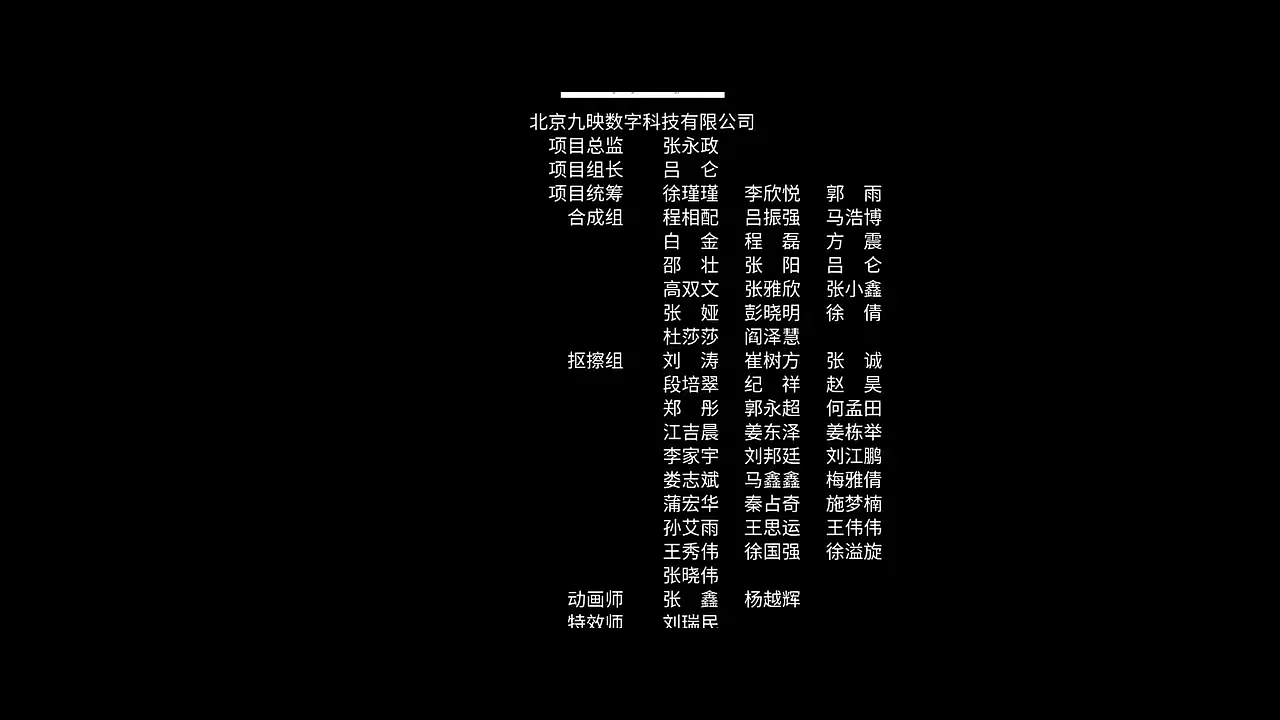 北京九映数字科技有限公司
项目总监 张永政
项目组长 吕 仑
项目统筹 徐瑾瑾 李欣悦 郭 雨
合成组 程相配 吕振强 马浩博
白 金 程 磊 方 震
邵 壮 张 阳 吕 仑
高双文 张雅欣 张小鑫
张 娅 彭晓明 徐 倩
杜莎莎 阎泽慧
抠擦组 刘 涛 崔树方 张 诚
段培翠 纪 祥 赵 昊
郑 彤 郭永超 何孟田
江吉晨 姜东泽 姜栋举
李家宇 刘邦廷 刘江鹏
娄志斌 马鑫鑫 梅雅倩
蒲宏华 秦占奇 施梦楠
孙艾雨 王思运 王伟伟
王秀伟 徐国强 徐溢旋
张晓伟
动画师 张 鑫 杨越辉
特效师 刘瑞民